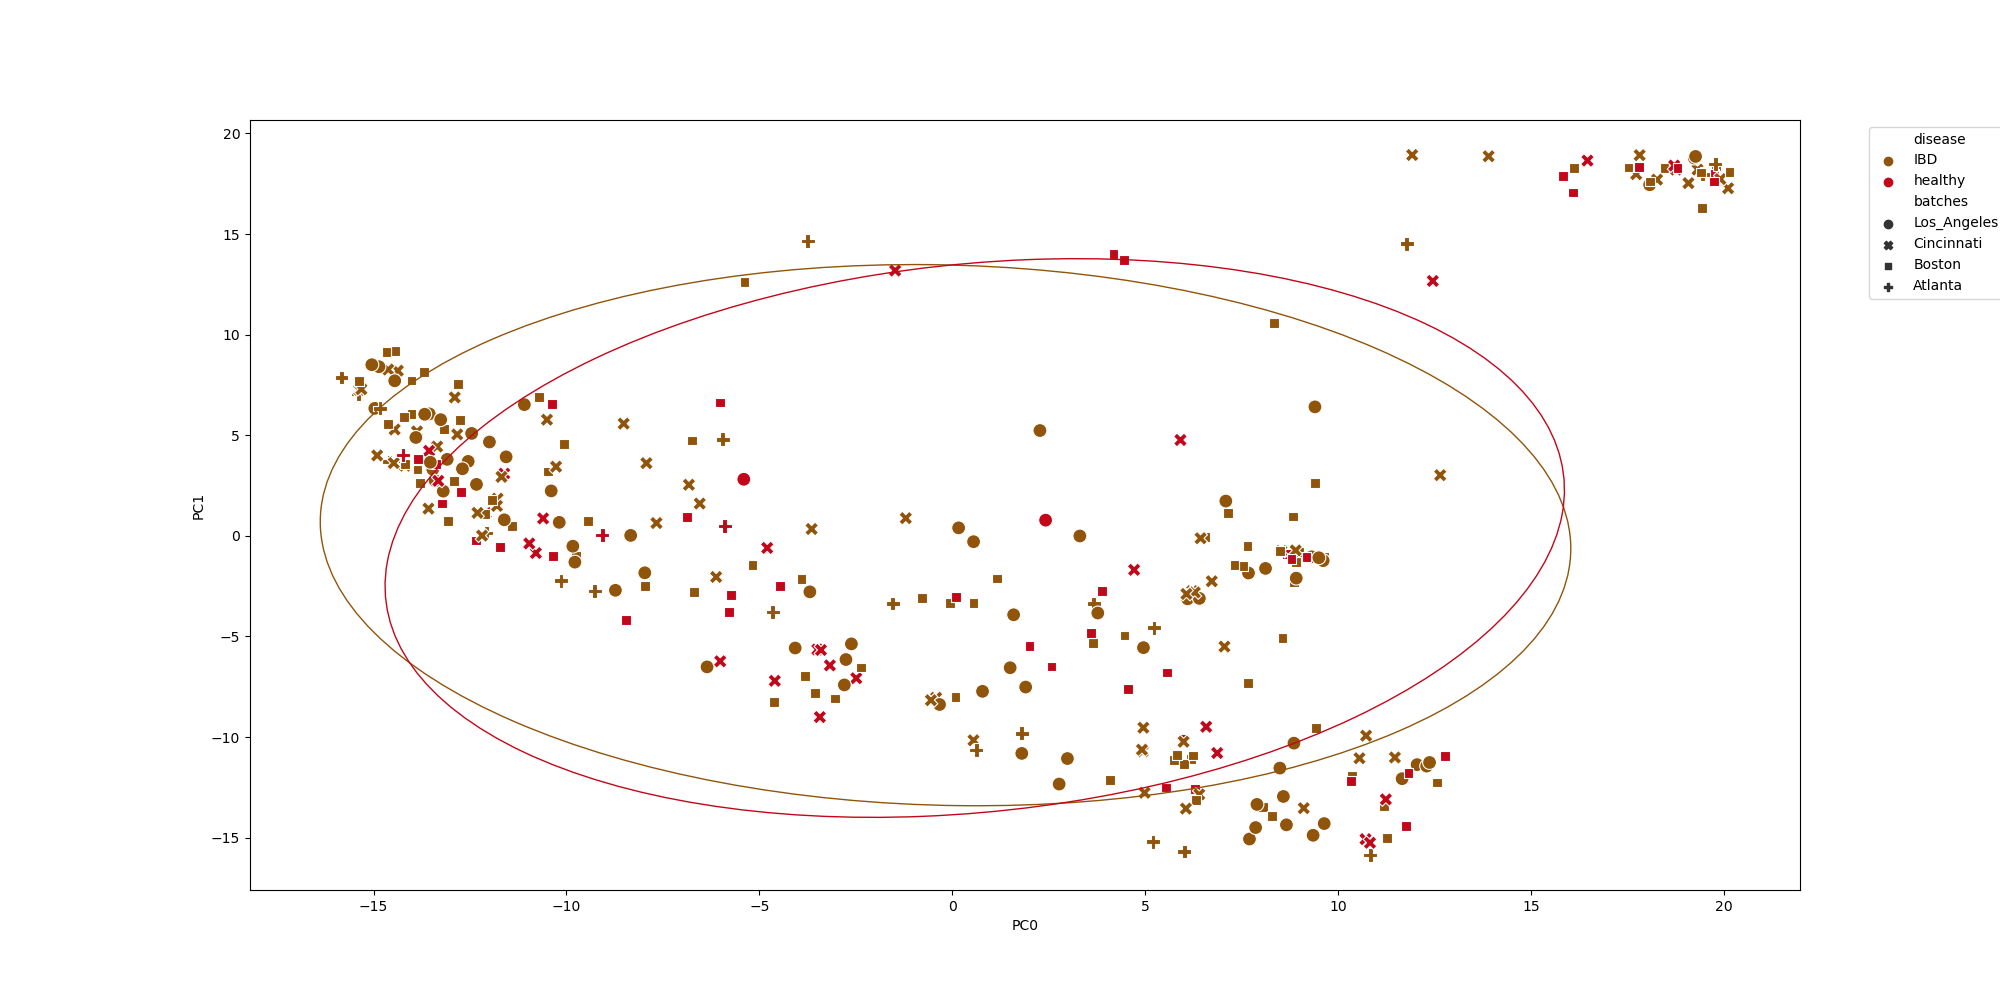 disease
IBD
healthy
batches
Los_Angeles
Cincinnati
Boston
Atlanta
20
15
10
5
0
−5
−10
−15
PC1
−15 −10 −5 0 5 10 15 20
PC0